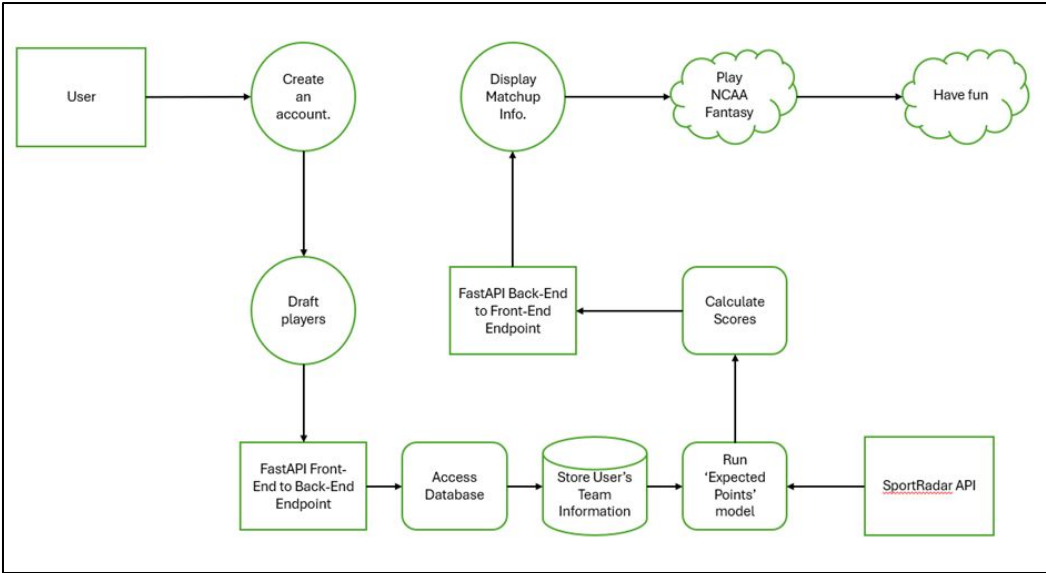 User
Create
an
account.
Display
Matchup
Info.
Play
NCAA
Fantasy
Have fun
Draft
players
FastAPI Back-End
to Front-End
Endpoint
Calculate
Scores
FastAPI Front-
End to Back-End
Endpoint
Access
Database
Store User’s
Team
Information
Run
‘Expected
Points’
model
SportRadar API